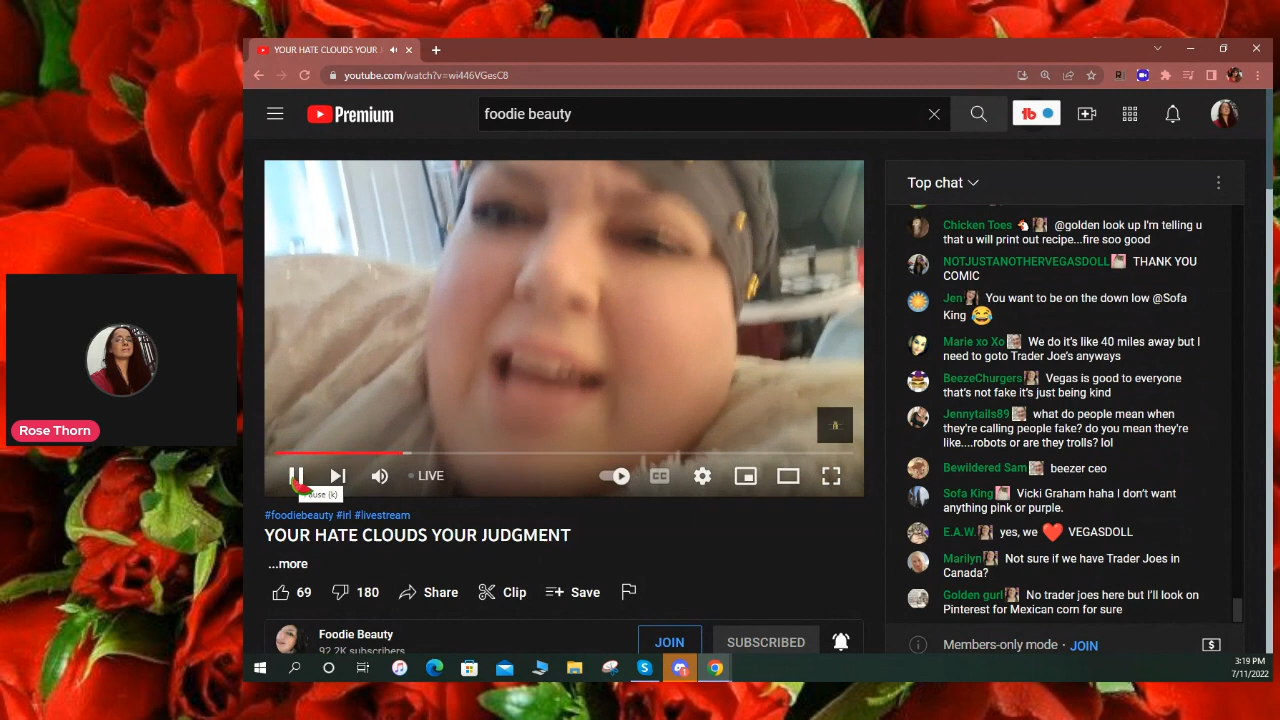 YOUR HATE CLOUDS YOUR J
youtube.com/watch?v=wi446VGesC8
Premium
foodie beauty
tb
Top chat
Chicken Toes @golden look up I'm telling u
that u will print out recipe...fire soo good
NOTJUSTANOTHERVEGASDOLL THANK YOU
COMIC
Jen You want to be on the down low @Sofa
King
Marie xo Xo We do it's like 40 miles away but I
need to goto Trader Joe's anyways
BeezeChurgers Vegas is good to everyone
that's not fake it's just being kind
Jennytails89 what do people mean when
they're calling people fake? do you mean they're
like....robots or are they trolls? lol
Bewildered Sam beezer ceo
Sofa King Vicki Graham haha I don't want
anything pink or purple.
E.A.W. yes, we VEGASDOLL
Marilyn Not sure if we have Trader Joes in
Canada?
Golden gurl No trader joes here but I'll look on
Pinterest for Mexican corn for sure
Members-only mode · JOIN
Rose Thorn
LIVE
CC
Pause (k)
#foodiebeauty #irl #livestream
YOUR HATE CLOUDS YOUR JUDGMENT
...more
69 180 Share Clip Save
Foodie Beauty
92.2K subscribers
JOIN SUBSCRIBED
3:19 PM
7/11/2022